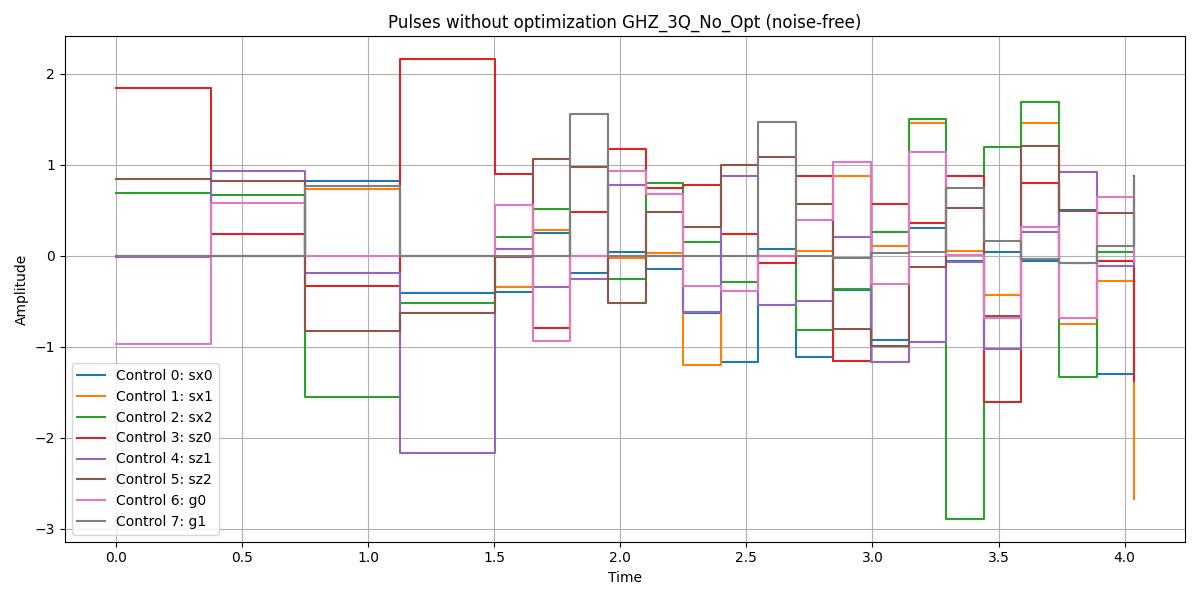 Pulses without optimization GHZ_3Q_No_Opt (noise-free)
Amplitude
2
1
0
−1
−2
−3
Control 0: sx0
Control 1: sx1
Control 2: sx2
Control 3: sz0
Control 4: sz1
Control 5: sz2
Control 6: g0
Control 7: g1
0.0 0.5 1.0 1.5 2.0 2.5 3.0 3.5 4.0
Time